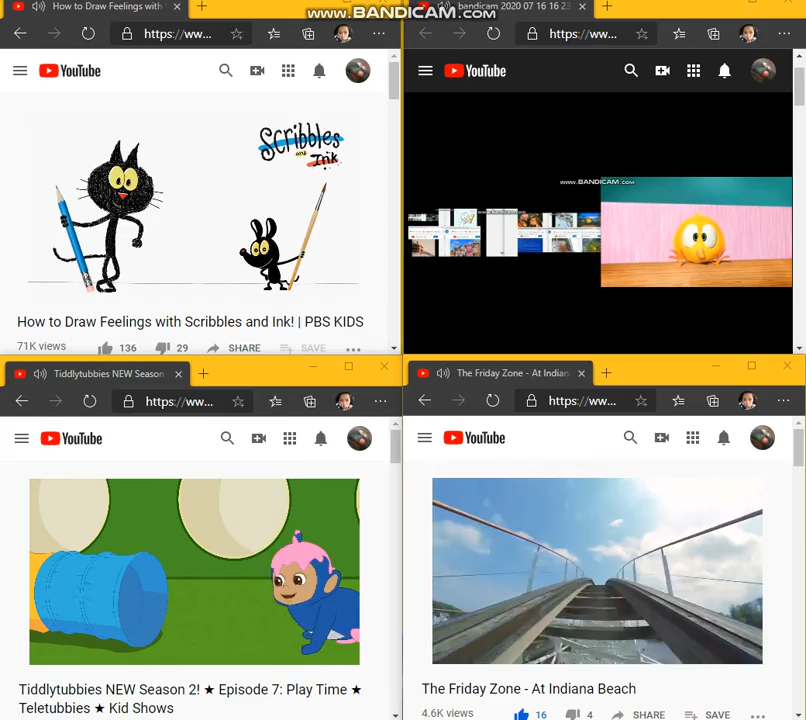 www.BANDICAM.com
How to Draw Feelings with
bandicam 2020 07 16 16 23
https://ww...
https://ww...
YouTube
YouTube
Scribbles
and
Ink
www.BANDICAM.com
How to Draw Feelings with Scribbles and Ink! | PBS KIDS
71K views
136
29
SHARE
SAVE
Tiddlytubbies NEW Season
The Friday Zone - At Indiana
https://ww...
https://ww...
YouTube
YouTube
Tiddlytubbies NEW Season 2! ★ Episode 7: Play Time ★
Teletubbies ★ Kid Shows
The Friday Zone - At Indiana Beach
4.6K views
16
4
SHARE
SAVE